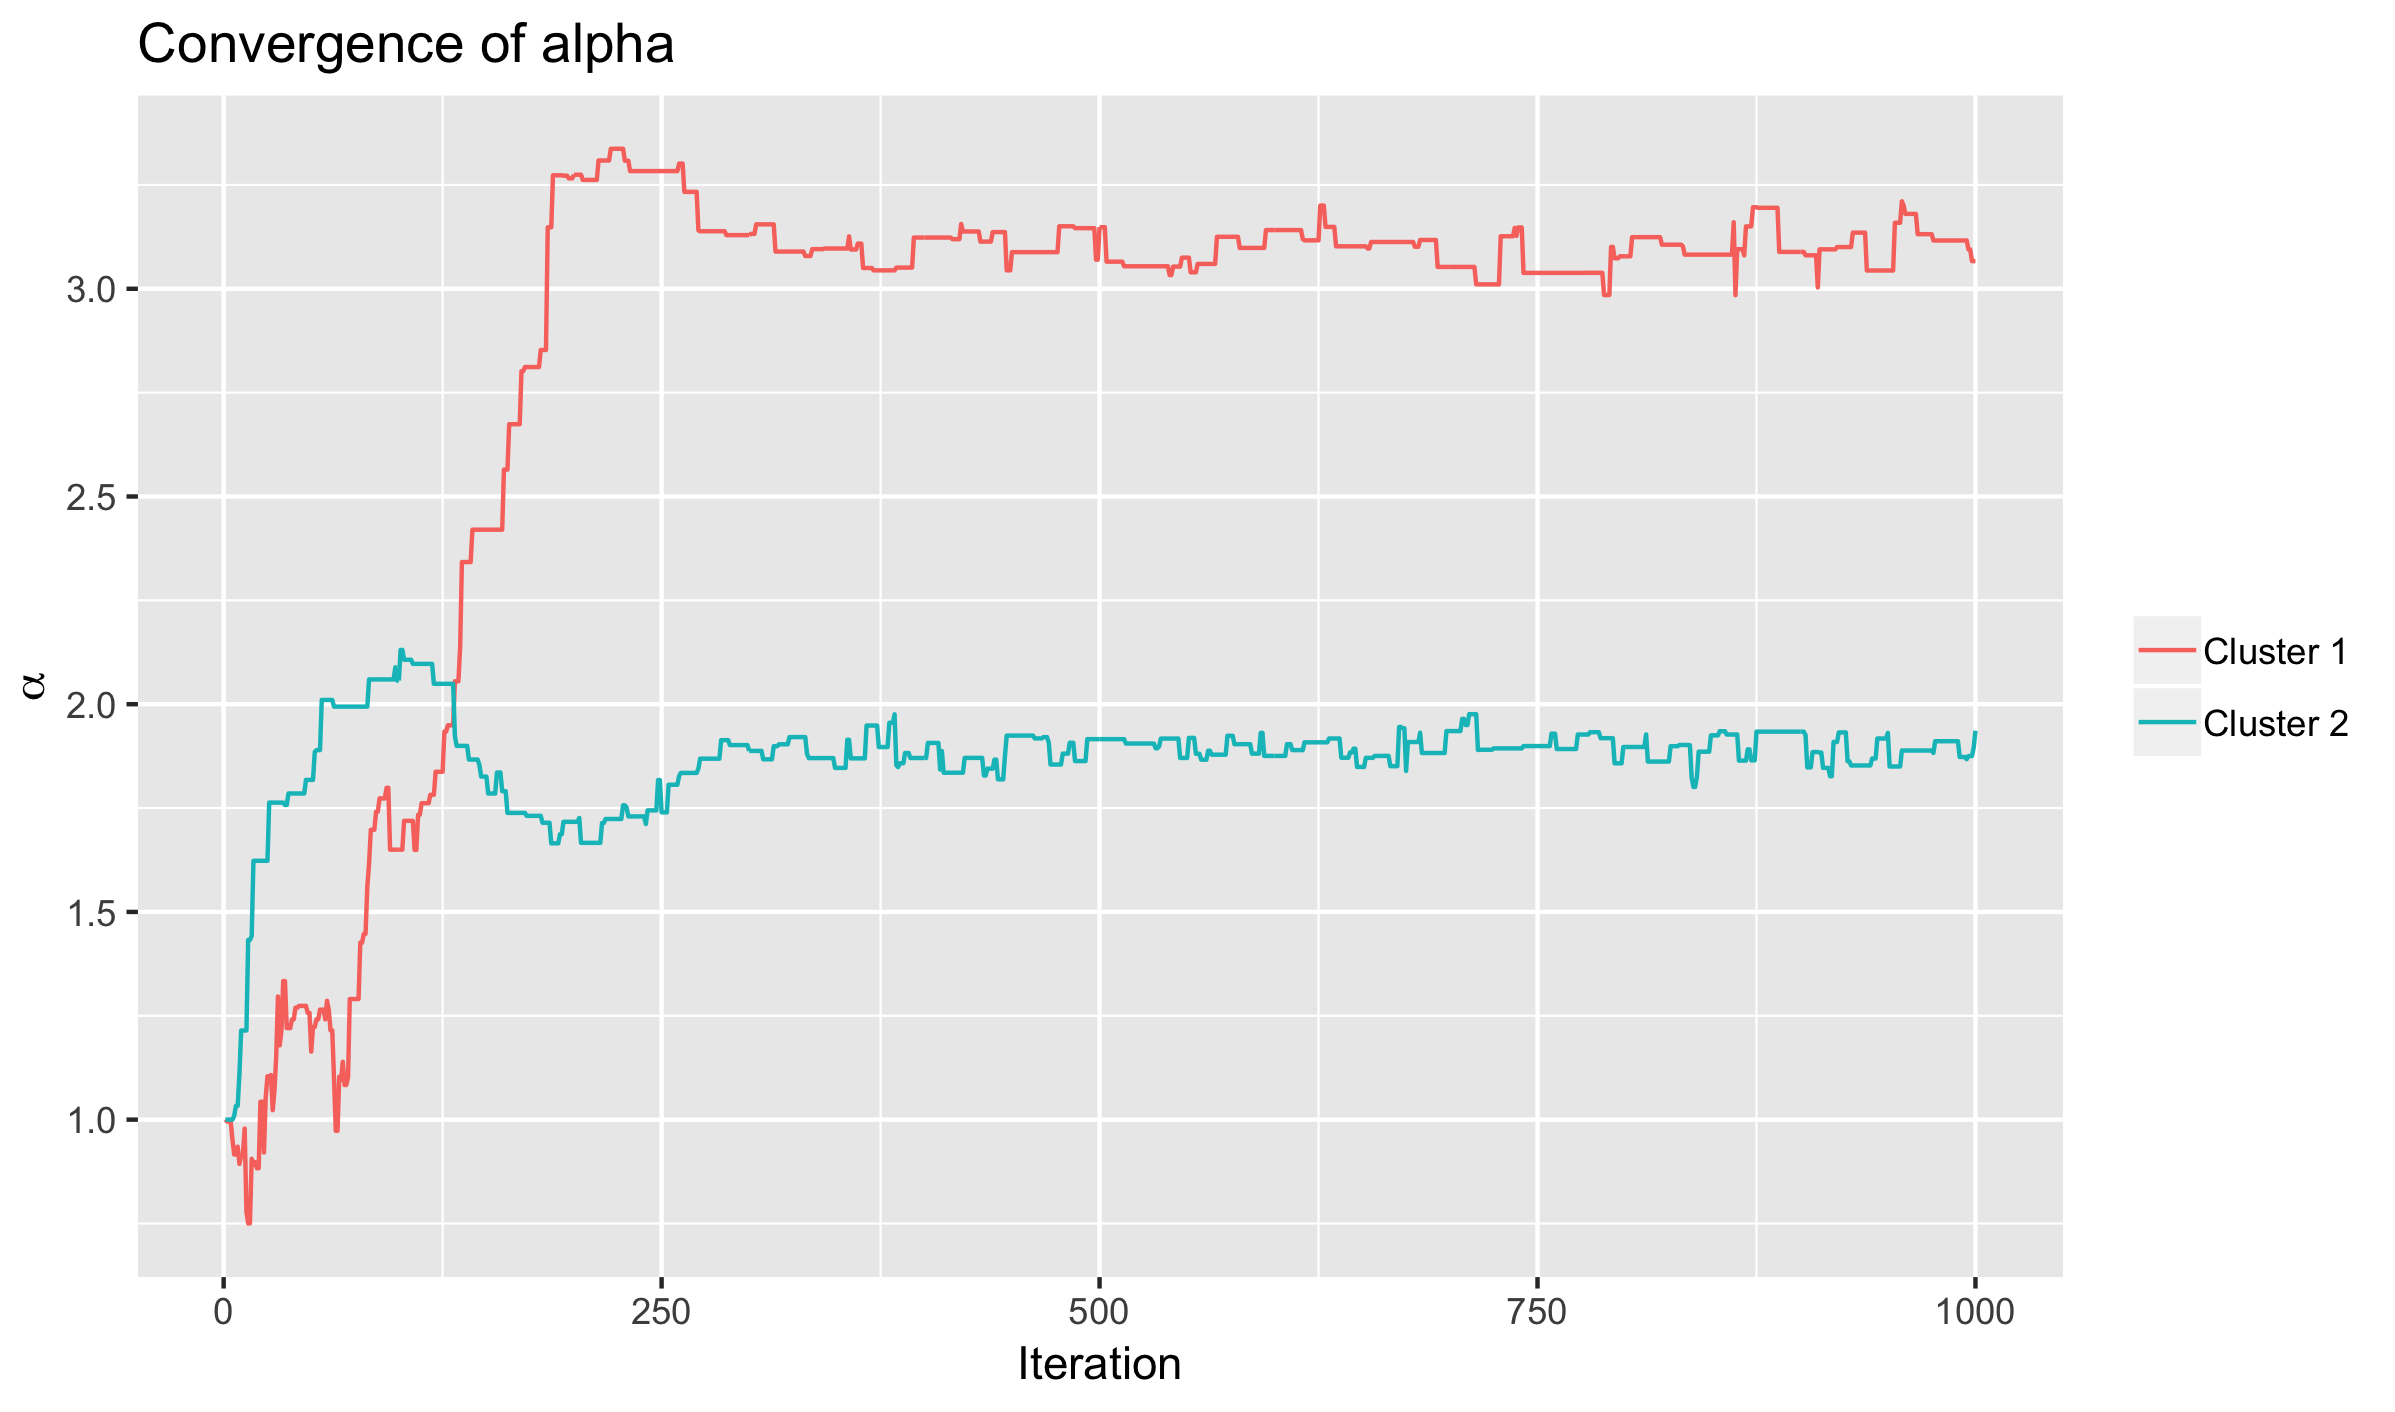 Convergence of alpha
3.0
2.5
2.0
1.5
1.0
α
0 250 500 750 1000
Iteration
Cluster 1
Cluster 2